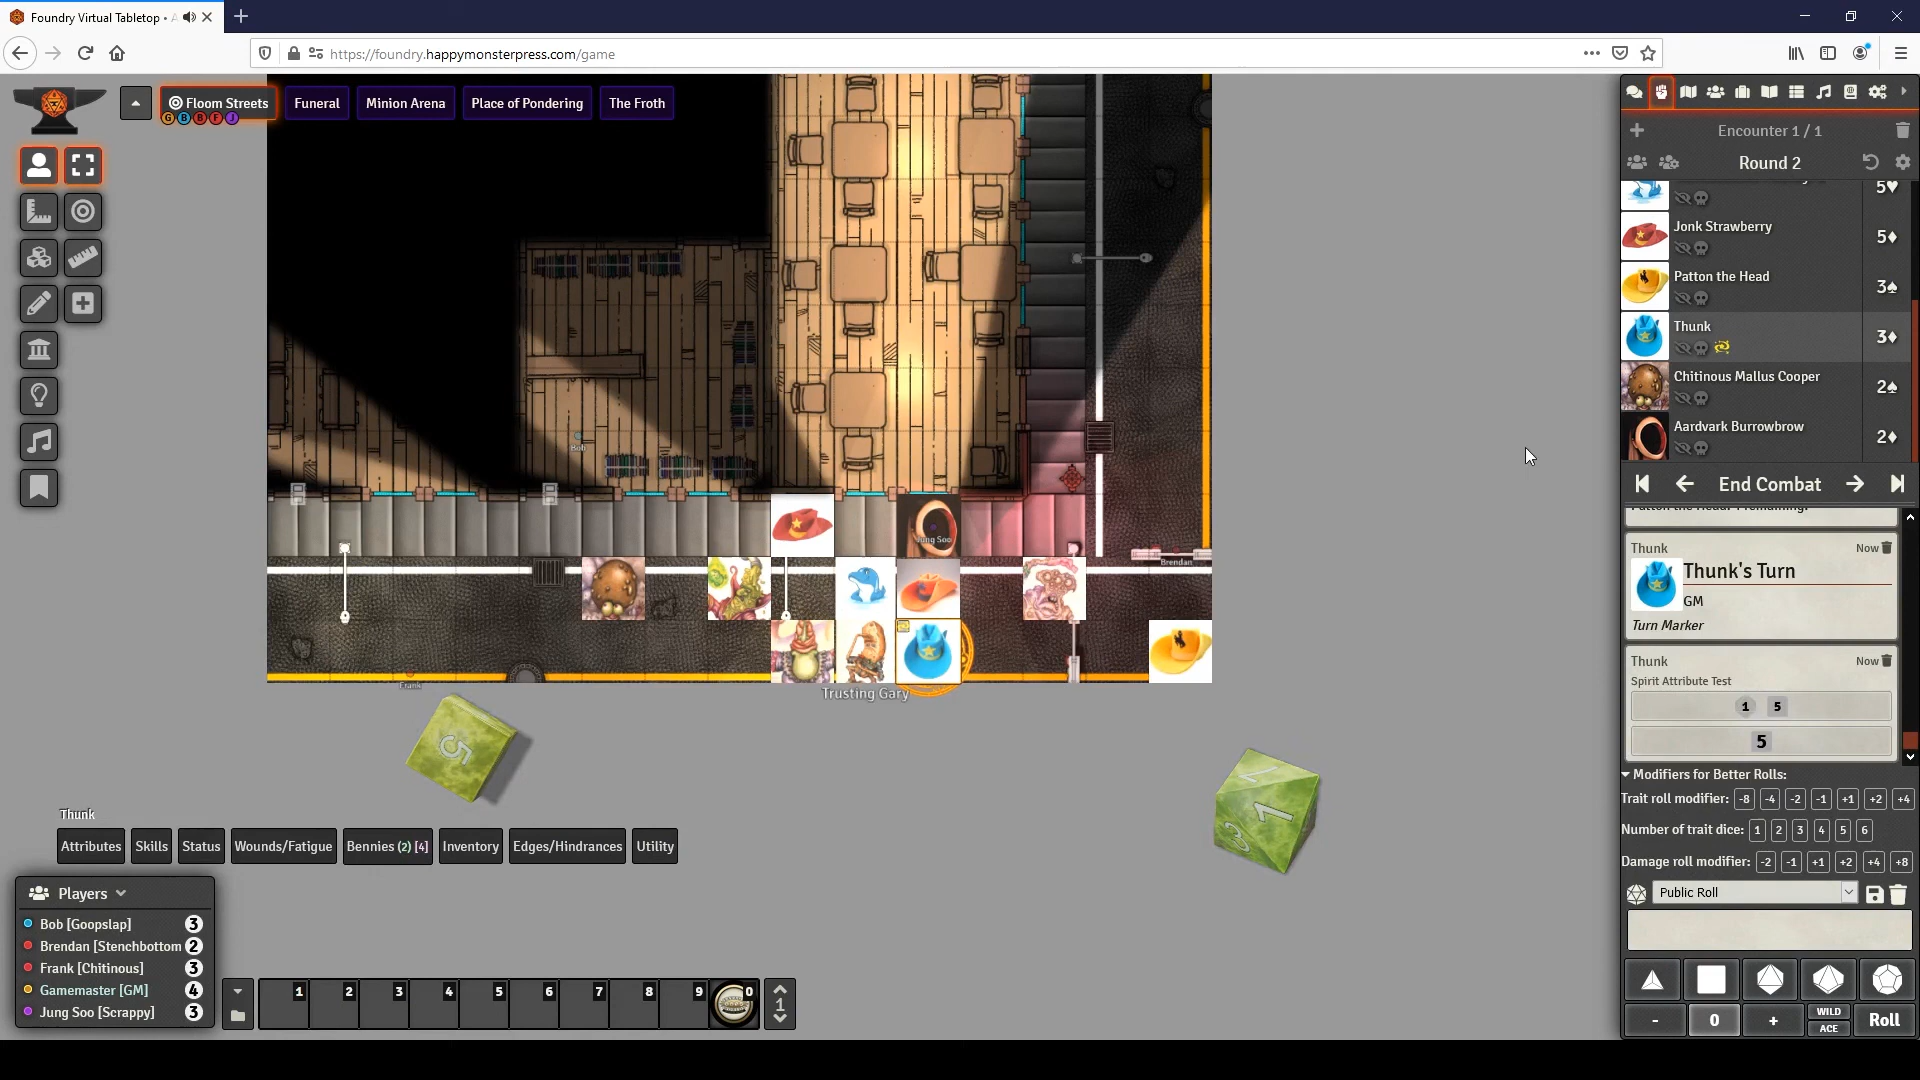 Foundry Virtual Tabletop • A
https://foundry.happymonsterpress.com/game
Floom Streets
Funeral
Minion Arena
Place of Pondering
The Froth
G B B F J
Encounter 1 / 1
Round 2
5♥
Jonk Strawberry
5♦
Patton the Head
3♠
Thunk
3♦
Chitinous Mallus Cooper
2♠
Aardvark Burrowbrow
2♦
End Combat
Thunk
Now
Thunk's Turn
GM
Turn Marker
Thunk
Now
Spirit Attribute Test
1 5
5
Modifiers for Better Rolls:
Trait roll modifier: -8 -4 -2 -1 +1 +2 +4
Number of trait dice: 1 2 3 4 5 6
Damage roll modifier: -2 -1 +1 +2 +4 +8
Public Roll
- 0 + WILD
ACE
Roll
Bob
Jung Soo
Brendan
Frank
Trusting Gary
5
1
3
Thunk
Attributes
Skills
Status
Wounds/Fatigue
Bennies (2) [4]
Inventory
Edges/Hindrances
Utility
Players
Bob [Goopslap] 3
Brendan [Stenchbottom 2
Frank [Chitinous] 3
Gamemaster [GM] 4
Jung Soo [Scrappy] 3
1 2 3 4 5 6 7 8 9 0
1